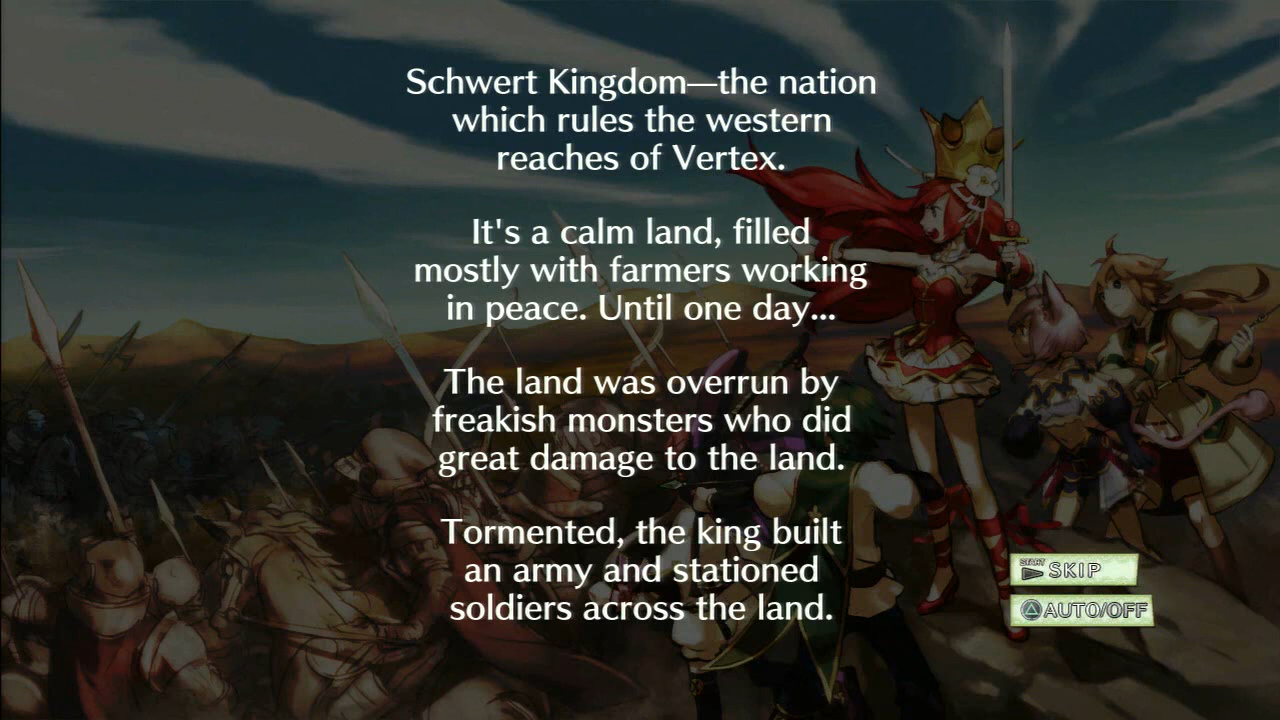 Schwert Kingdom—the nation
which rules the western
reaches of Vertex.
It's a calm land, filled
mostly with farmers working
in peace. Until one day...
The land was overrun by
freakish monsters who did
great damage to the land.
Tormented, the king built
an army and stationed
soldiers across the land.
START SKIP
AUTO/OFF